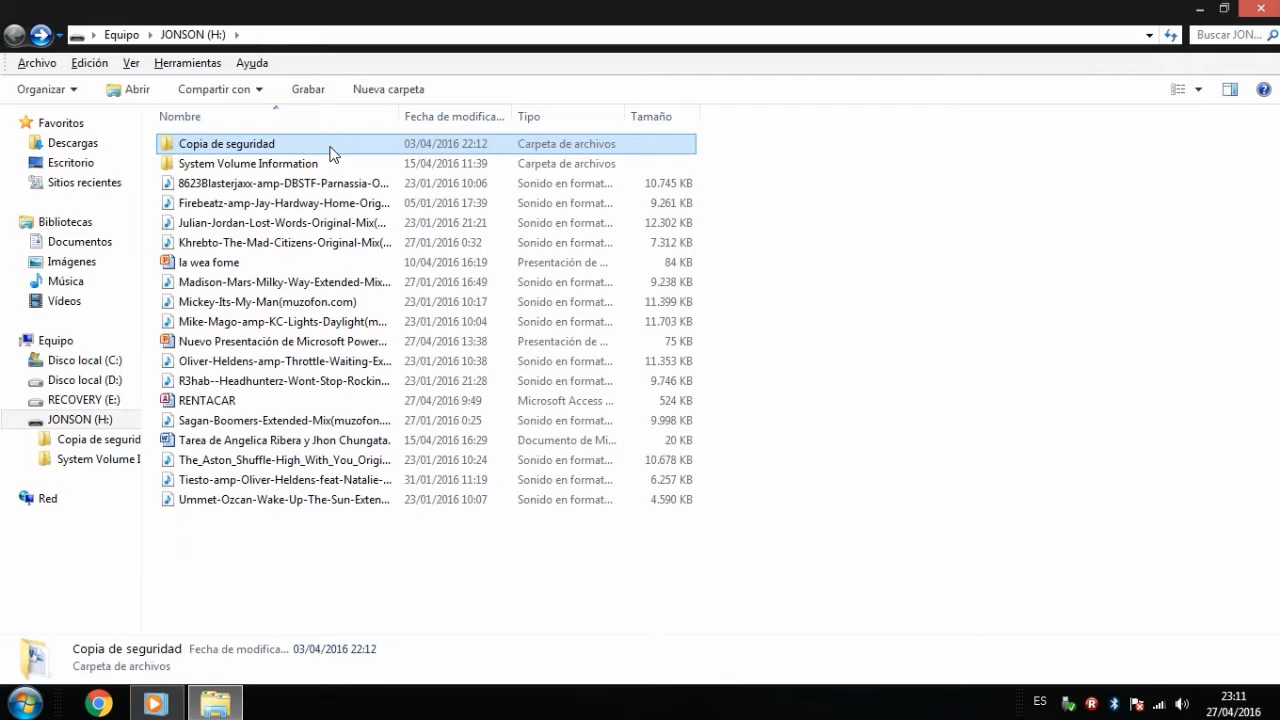 Equipo JONSON (H:) Buscar JON...
Archivo Edición Ver Herramientas Ayuda
Organizar Abrir Compartir con Grabar Nueva carpeta
Favoritos
Descargas
Escritorio
Sitios recientes
Bibliotecas
Documentos
Imágenes
Música
Vídeos
Equipo
Disco local (C:)
Disco local (D:)
RECOVERY (E:)
JONSON (H:)
Copia de segurid
System Volume I
Red
Nombre Fecha de modifica... Tipo Tamaño
Copia de seguridad 03/04/2016 22:12 Carpeta de archivos
System Volume Information 15/04/2016 11:39 Carpeta de archivos
8623Blasterjaxx-amp-DBSTF-Parnassia-O... 23/01/2016 10:06 Sonido en format... 10.745 KB
Firebeatz-amp-Jay-Hardway-Home-Orig... 05/01/2016 17:39 Sonido en format... 9.261 KB
Julian-Jordan-Lost-Words-Original-Mix(... 23/01/2016 21:21 Sonido en format... 12.302 KB
Khrebto-The-Mad-Citizens-Original-Mix(... 27/01/2016 0:32 Sonido en format... 7.312 KB
la wea fome 10/04/2016 16:19 Presentación de ... 84 KB
Madison-Mars-Milky-Way-Extended-Mix... 27/01/2016 16:49 Sonido en format... 9.238 KB
Mickey-Its-My-Man(muzofon.com) 23/01/2016 10:17 Sonido en format... 11.399 KB
Mike-Mago-amp-KC-Lights-Daylight(m... 23/01/2016 10:04 Sonido en format... 11.703 KB
Nuevo Presentación de Microsoft Power... 27/04/2016 13:38 Presentación de ... 75 KB
Oliver-Heldens-amp-Throttle-Waiting-Ex... 23/01/2016 10:38 Sonido en format... 11.353 KB
R3hab--Headhunterz-Wont-Stop-Rockin... 23/01/2016 21:28 Sonido en format... 9.746 KB
RENTACAR 27/04/2016 9:49 Microsoft Access ... 524 KB
Sagan-Boomers-Extended-Mix(muzofon.... 27/01/2016 0:25 Sonido en format... 9.998 KB
Tarea de Angelica Ribera y Jhon Chungata. 15/04/2016 16:29 Documento de Mi... 20 KB
The_Aston_Shuffle-High_With_You_Origi... 23/01/2016 10:24 Sonido en format... 10.678 KB
Tiesto-amp-Oliver-Heldens-feat-Natalie-... 31/01/2016 11:19 Sonido en format... 6.257 KB
Ummet-Ozcan-Wake-Up-The-Sun-Exten... 23/01/2016 10:07 Sonido en format... 4.590 KB
Copia de seguridad Fecha de modifica... 03/04/2016 22:12
Carpeta de archivos
ES
23:11
27/04/2016